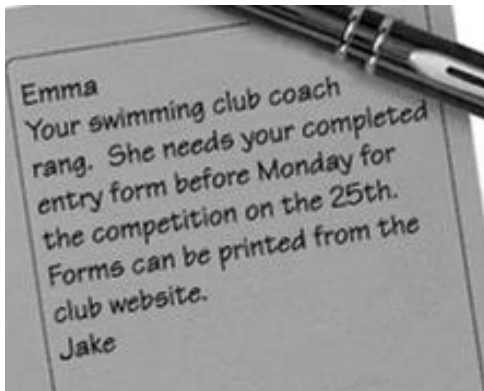 Emma
Your swimming club coach
rang. She needs your completed
entry form before Monday for
the competition on the 25th.
Forms can be printed from the
club website.
Jake